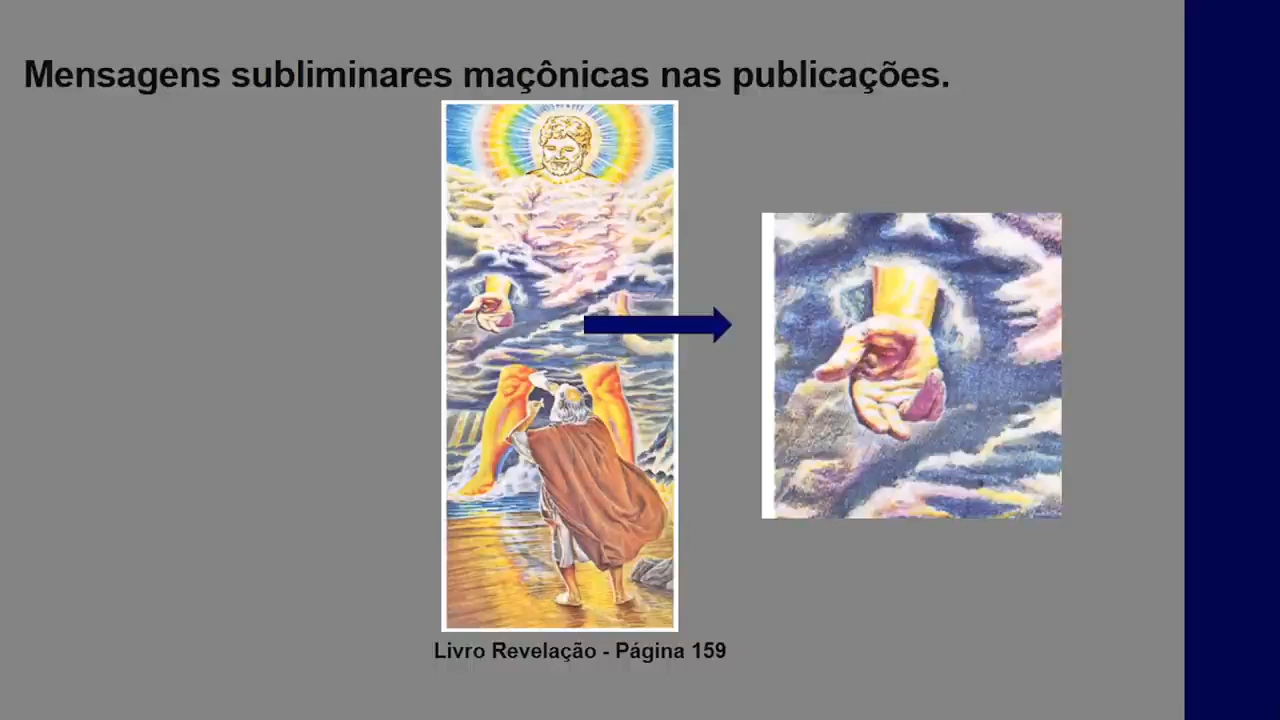 Mensagens subliminares maçônicas nas publicações.
Livro Revelação - Página 159